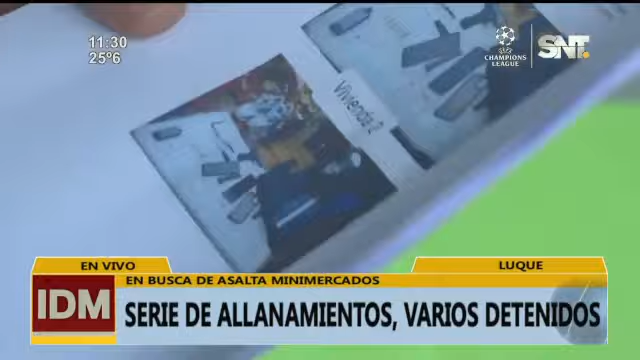 11:30
25°6
CHAMPIONS
LEAGUE
SNT
Vivienda 2
EN VIVO
LUQUE
EN BUSCA DE ASALTA MINIMERCADOS
IDM
SERIE DE ALLANAMIENTOS, VARIOS DETENIDOS